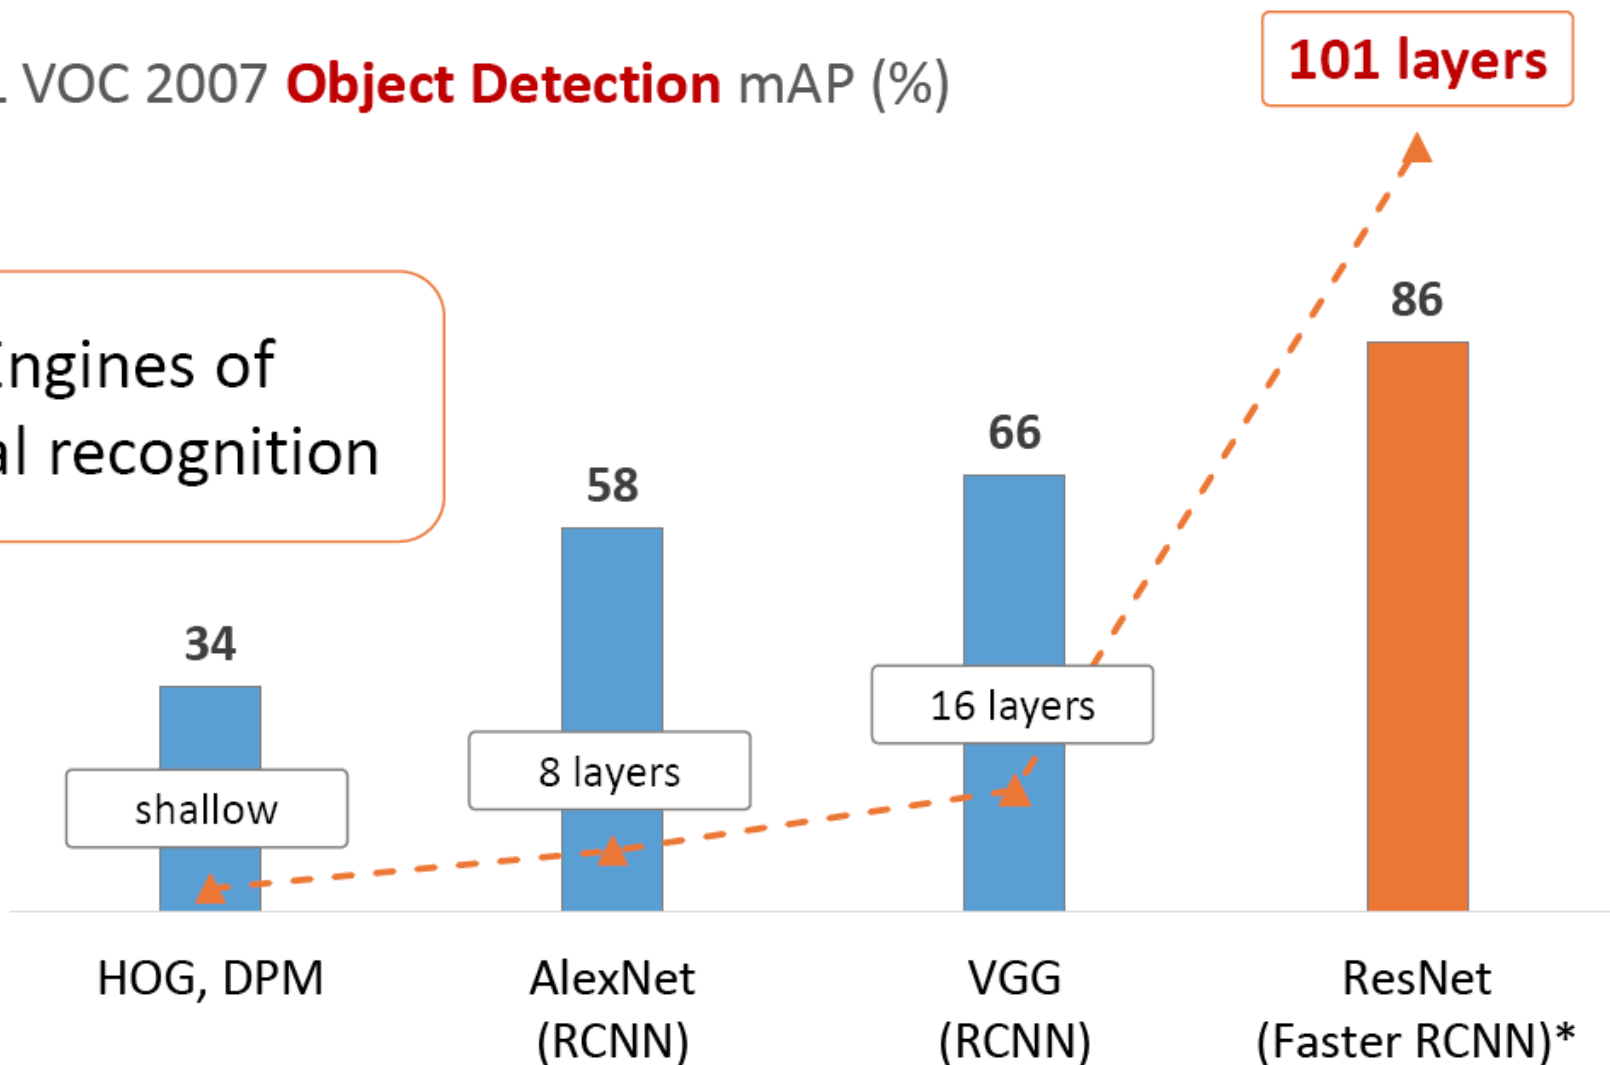 VOC 2007 Object Detection mAP (%)
101 layers
Engines of
recognition
86
66
58
34
16 layers
8 layers
shallow
HOG, DPM
AlexNet
(RCNN)
VGG
(RCNN)
ResNet
(Faster RCNN)*